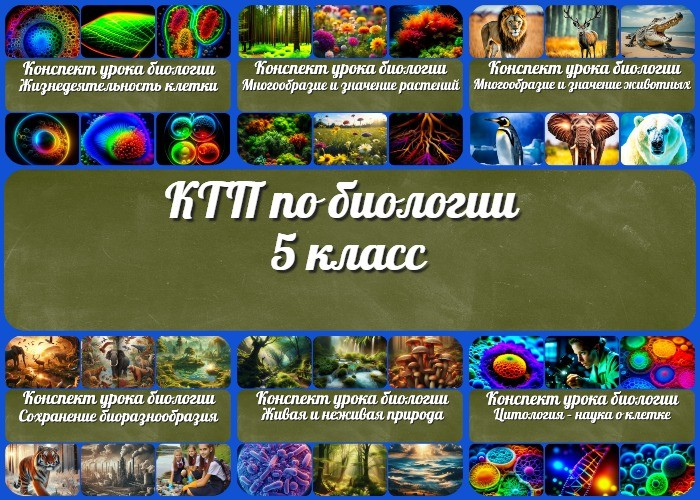 Конспект урока биологии
Жизнедеятельность клетки
Конспект урока биологии
Многообразие и значение растений
Конспект урока биологии
Многообразие и значение животных
КТП по биологии
5 класс
Конспект урока биологии
Сохранение биоразнообразия
Конспект урока биологии
Живая и неживая природа
Конспект урока биологии
Цитология - наука о клетке